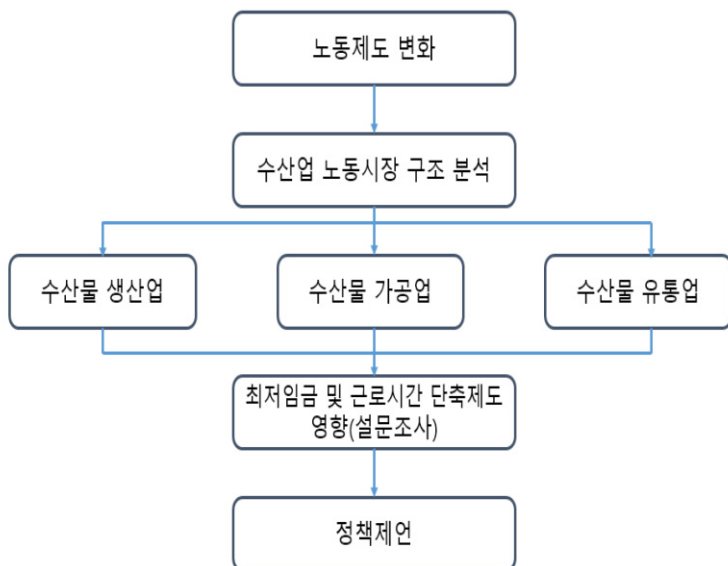 노동제도 변화
수산업 노동시장 구조 분석
수산물 생산업
수산물 가공업
수산물 유통업
최저임금 및 근로시간 단축제도
영향(설문조사)
정책제언